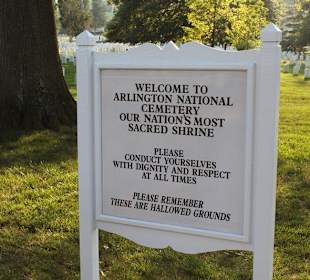 WELCOME TO
ARLINGTON NATIONAL
CEMETERY
OUR NATION'S MOST
SACRED SHRINE
PLEASE
CONDUCT YOURSELVES
WITH DIGNITY AND RESPECT
AT ALL TIMES
PLEASE REMEMBER
THESE ARE HALLOWED GROUNDS